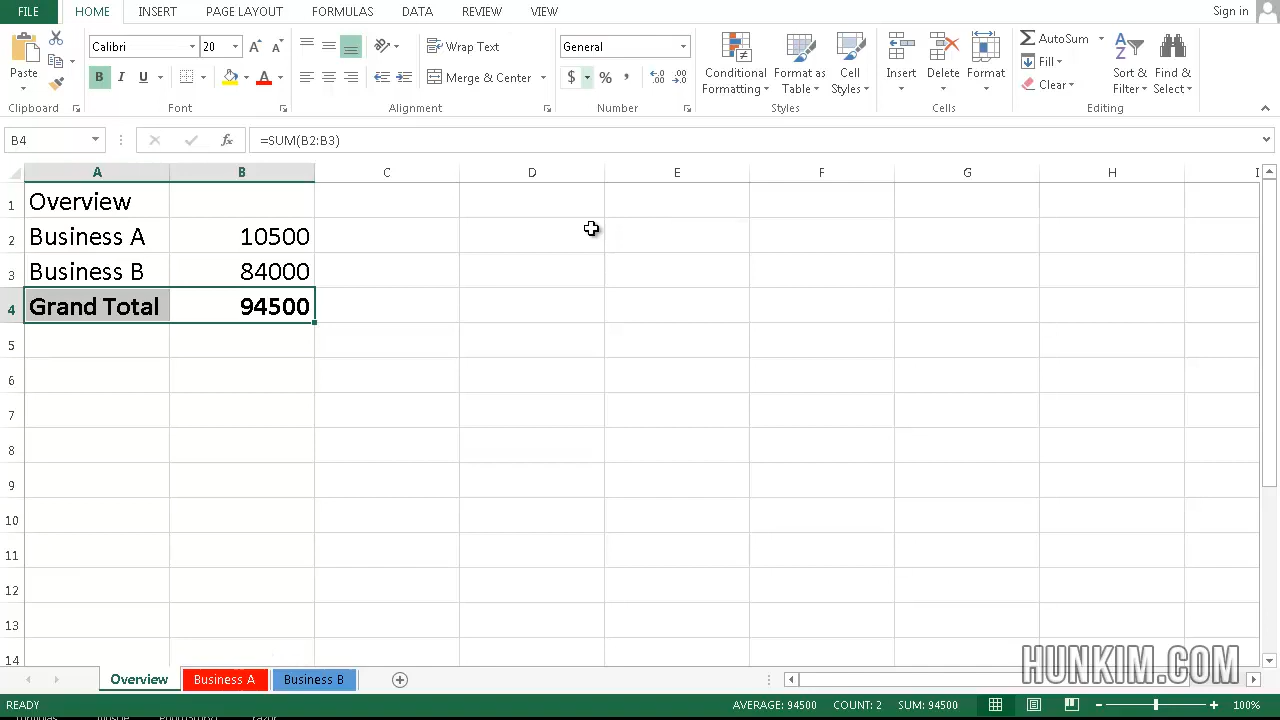 FILE HOME INSERT PAGE LAYOUT FORMULAS DATA REVIEW VIEW Sign in
Calibri 20 Wrap Text General AutoSum
Fill
Paste B I U Merge & Center $ % , Conditional Formatting Format as Table Cell Styles Insert Delete Format Clear Sort & Filter Find & Select
Clipboard Font Alignment Number Styles Cells Editing
B4 fx =SUM(B2:B3)
A B C D E F G H I
1 Overview
2 Business A 10500
3 Business B 84000
4 Grand Total 94500
5
6
7
8
9
10
11
12
13
14
HUNKIM.COM
Overview Business A Business B
READY AVERAGE: 94500 COUNT: 2 SUM: 94500 100%